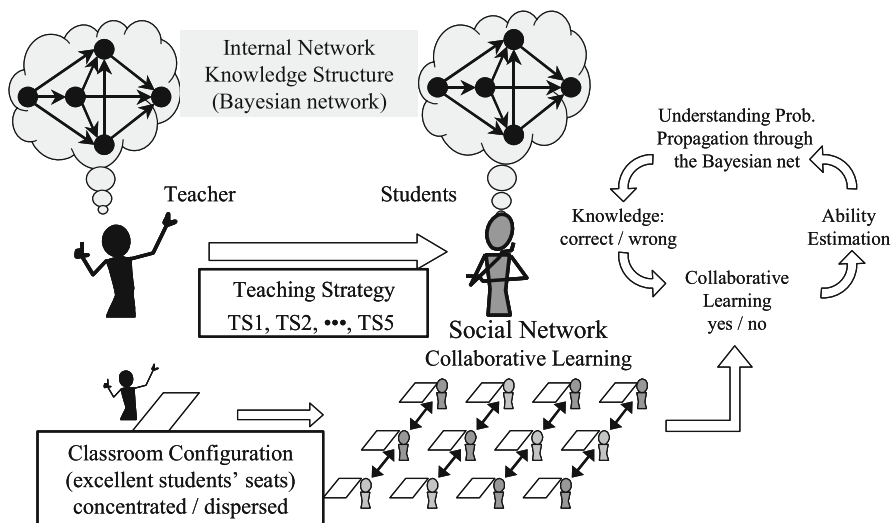 Internal Network
Knowledge Structure
(Bayesian network)
Teacher
Students
Teaching Strategy
TS1, TS2, •••, TS5
Understanding Prob.
Propagation through
the Bayesian net
Knowledge:
correct / wrong
Ability
Estimation
Collaborative
Learning
yes / no
Social Network
Collaborative Learning
Classroom Configuration
(excellent students’ seats)
concentrated / dispersed